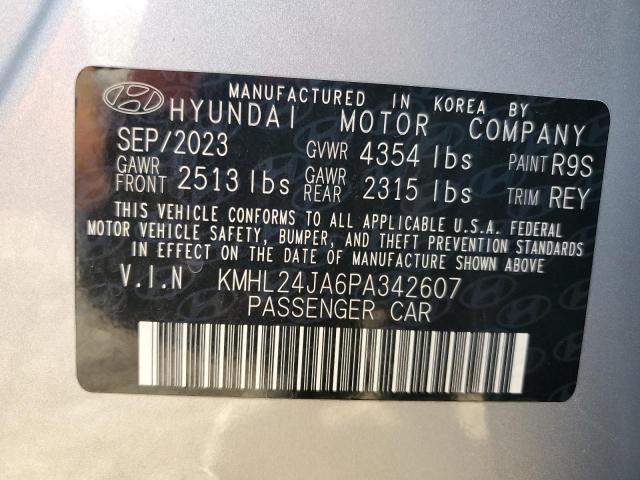 MANUFACTURED IN KOREA BY
HYUNDAI MOTOR COMPANY
SEP/2023 GVWR 4354 lbs PAINT R9S
GAWR FRONT 2513 lbs GAWR REAR 2315 lbs TRIM REY
THIS VEHICLE CONFORMS TO ALL APPLICABLE U.S.A. FEDERAL
MOTOR VEHICLE SAFETY, BUMPER, AND THEFT PREVENTION STANDARDS
IN EFFECT ON THE DATE OF MANUFACTURE SHOWN ABOVE
V.I.N KMHL24JA6PA342607
PASSENGER CAR